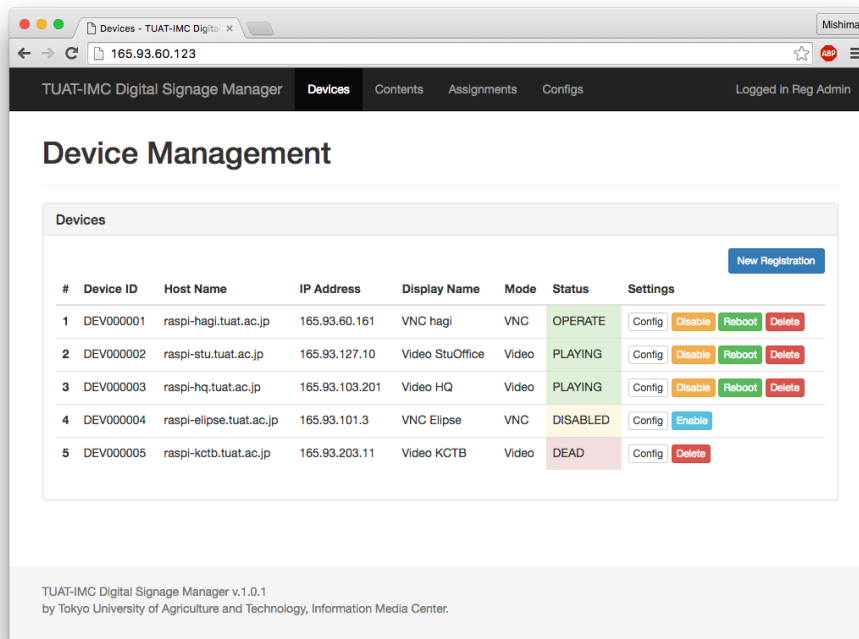 Devices - TUAT-IMC Digital
Mishima
165.93.60.123
ABP
TUAT-IMC Digital Signage Manager Devices Contents Assignments Configs Logged in Reg Admin
Device Management
Devices
New Registration
# Device ID Host Name IP Address Display Name Mode Status Settings
1 DEV000001 raspi-hagi.tuat.ac.jp 165.93.60.161 VNC hagi VNC OPERATE Config Disable Reboot Delete
2 DEV000002 raspi-stu.tuat.ac.jp 165.93.127.10 Video StuOffice Video PLAYING Config Disable Reboot Delete
3 DEV000003 raspi-hq.tuat.ac.jp 165.93.103.201 Video HQ Video PLAYING Config Disable Reboot Delete
4 DEV000004 raspi-elipse.tuat.ac.jp 165.93.101.3 VNC Elipse VNC DISABLED Config Enable
5 DEV000005 raspi-kctb.tuat.ac.jp 165.93.203.11 Video KCTB Video DEAD Config Delete
TUAT-IMC Digital Signage Manager v.1.0.1
by Tokyo University of Agriculture and Technology, Information Media Center.